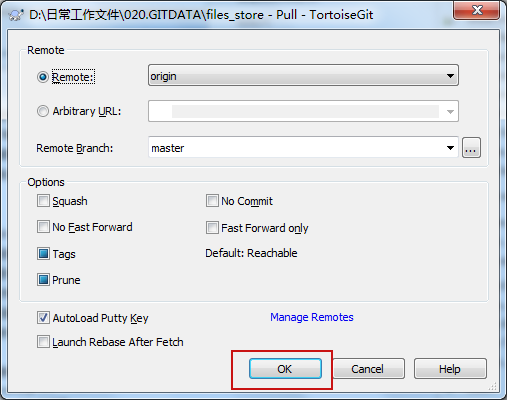 D:\日常工作文件\020.GITDATA\files_store - Pull - TortoiseGit
Remote
Remote: origin
Arbitrary URL:
Remote Branch: master ...
Options
Squash No Commit
No Fast Forward Fast Forward only
Tags Default: Reachable
Prune
AutoLoad Putty Key Manage Remotes
Launch Rebase After Fetch
OK Cancel Help